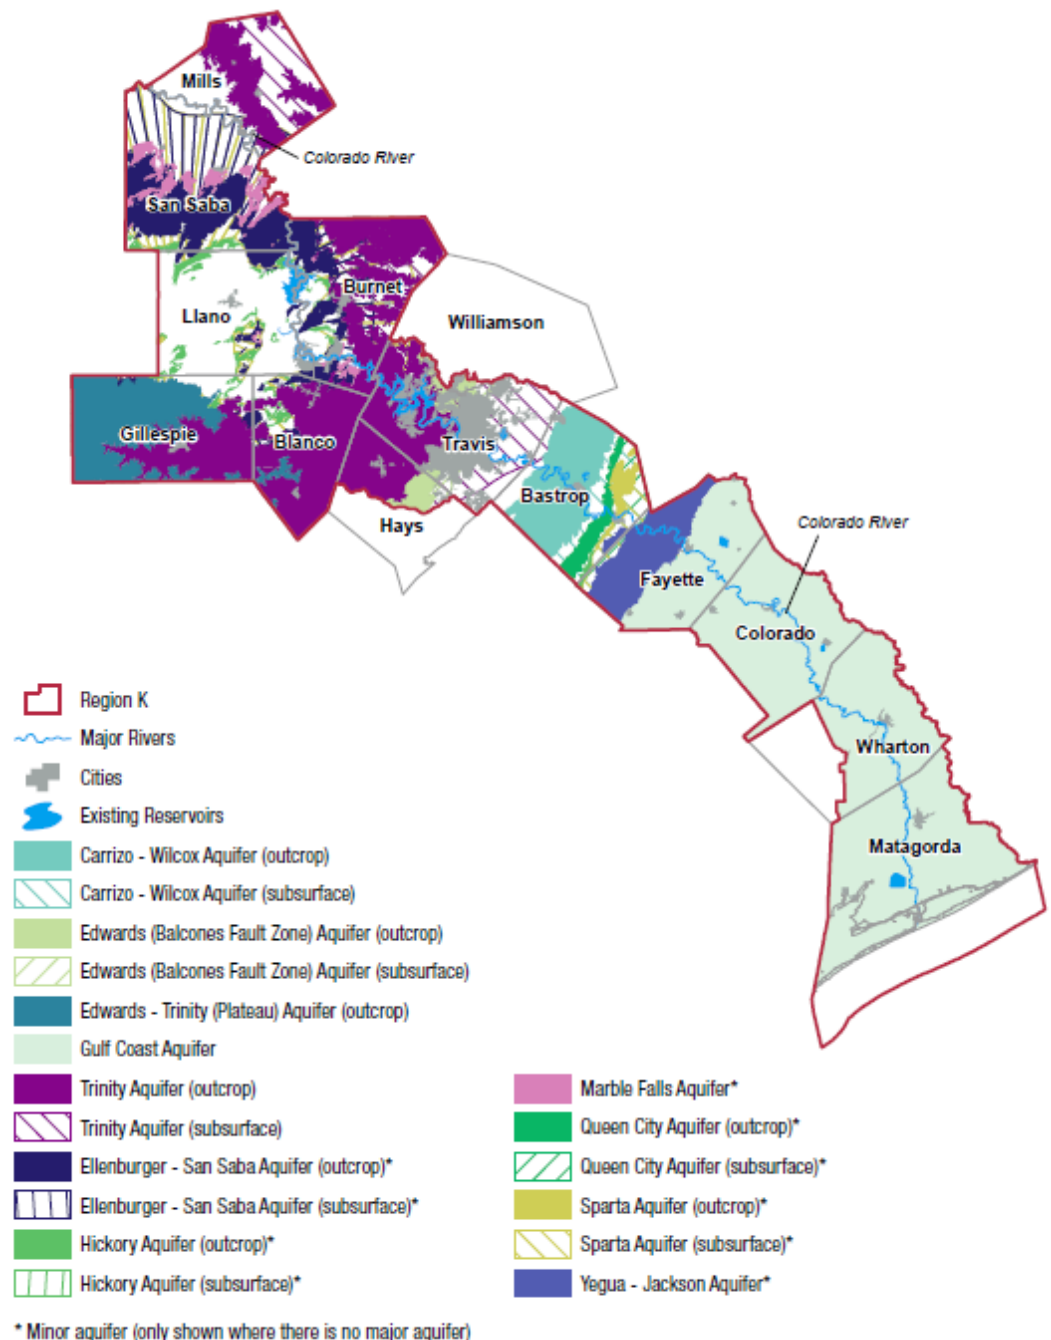 Mills
Colorado River
San Saba
Burnet
Llano
Williamson
Gillespie
Blanco
Travis
Bastrop
Hays
Colorado River
Fayette
Colorado
Wharton
Matagorda
Region K
Major Rivers
Cities
Existing Reservoirs
Carrizo - Wilcox Aquifer (outcrop)
Carrizo - Wilcox Aquifer (subsurface)
Edwards (Balcones Fault Zone) Aquifer (outcrop)
Edwards (Balcones Fault Zone) Aquifer (subsurface)
Edwards - Trinity (Plateau) Aquifer (outcrop)
Gulf Coast Aquifer
Trinity Aquifer (outcrop)
Trinity Aquifer (subsurface)
Ellenburger - San Saba Aquifer (outcrop)*
Ellenburger - San Saba Aquifer (subsurface)*
Hickory Aquifer (outcrop)*
Hickory Aquifer (subsurface)*
Marble Falls Aquifer*
Queen City Aquifer (outcrop)*
Queen City Aquifer (subsurface)*
Sparta Aquifer (outcrop)*
Sparta Aquifer (subsurface)*
Yegua - Jackson Aquifer*
* Minor aquifer (only shown where there is no major aquifer)